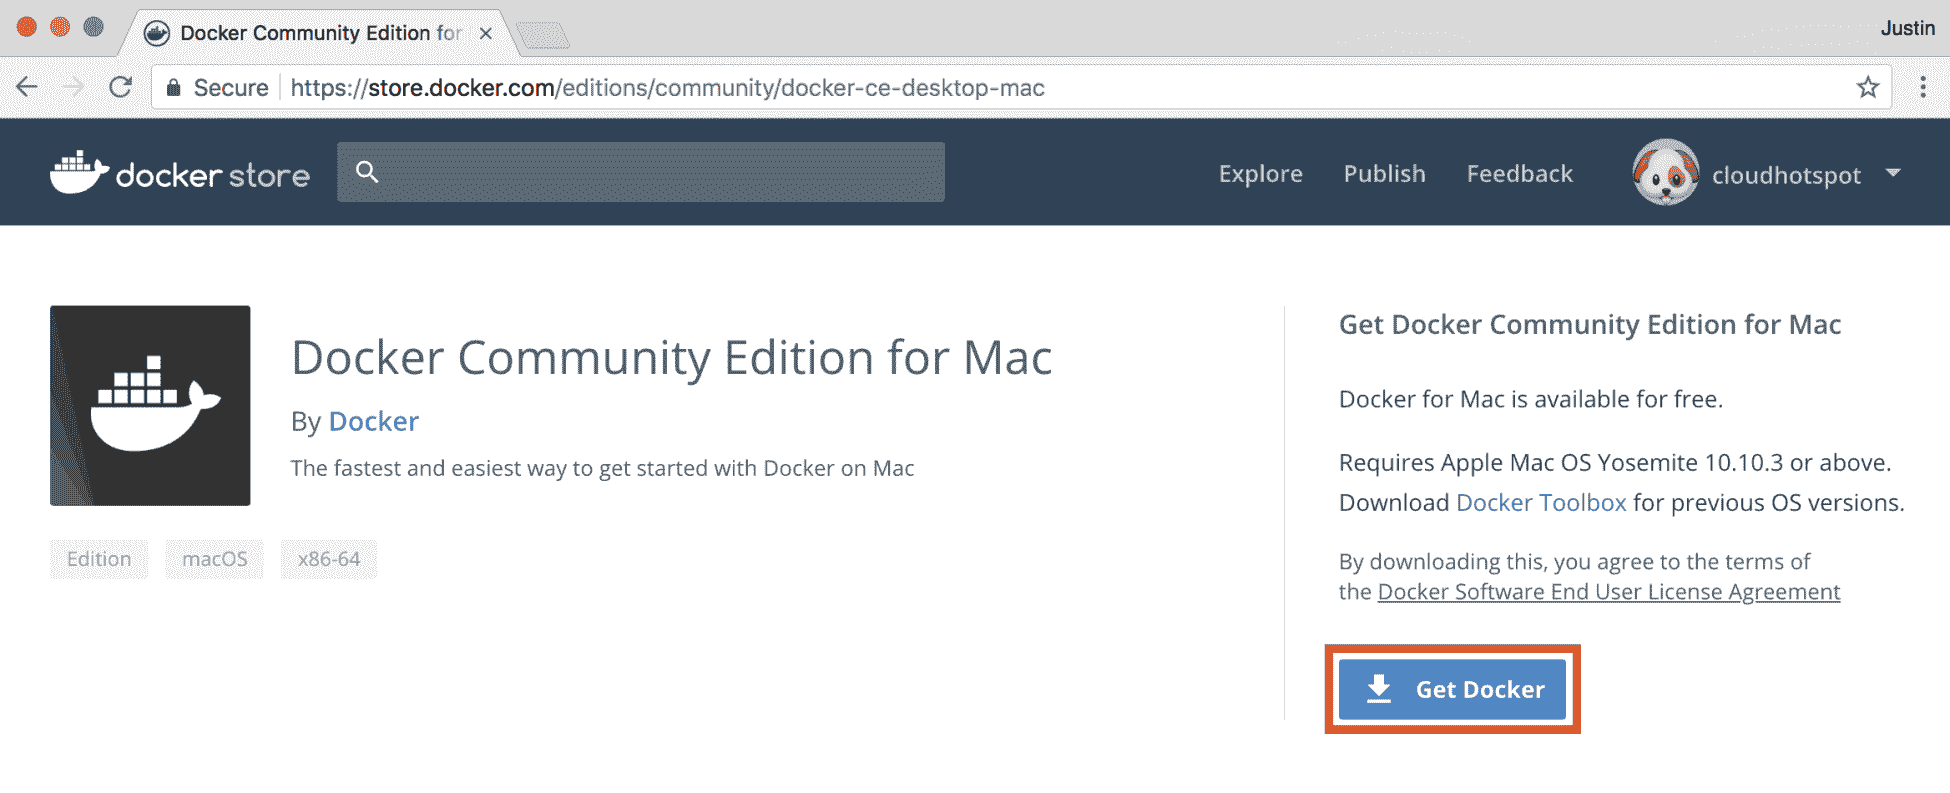 Docker Community Edition for
Justin
Secure https://store.docker.com/editions/community/docker-ce-desktop-mac
docker store
Explore Publish Feedback cloudhotspot
Docker Community Edition for Mac
By Docker
The fastest and easiest way to get started with Docker on Mac
Edition macOS x86-64
Get Docker Community Edition for Mac
Docker for Mac is available for free.
Requires Apple Mac OS Yosemite 10.10.3 or above.
Download Docker Toolbox for previous OS versions.
By downloading this, you agree to the terms of
the Docker Software End User License Agreement
Get Docker